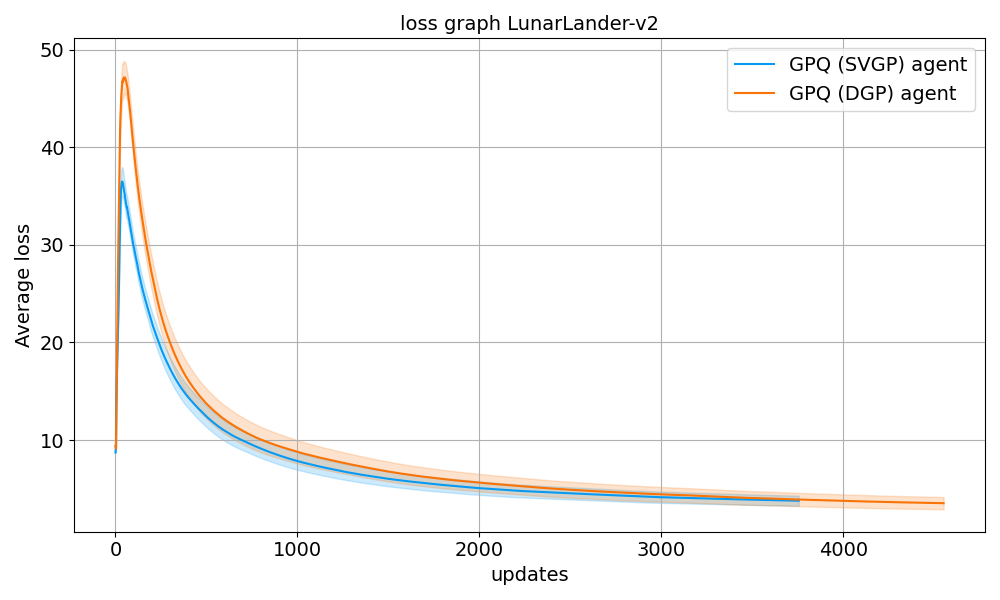 loss graph LunarLander-v2
GPQ (SVGP) agent
GPQ (DGP) agent
Average loss
50
40
30
20
10
0
1000
2000
3000
4000
updates